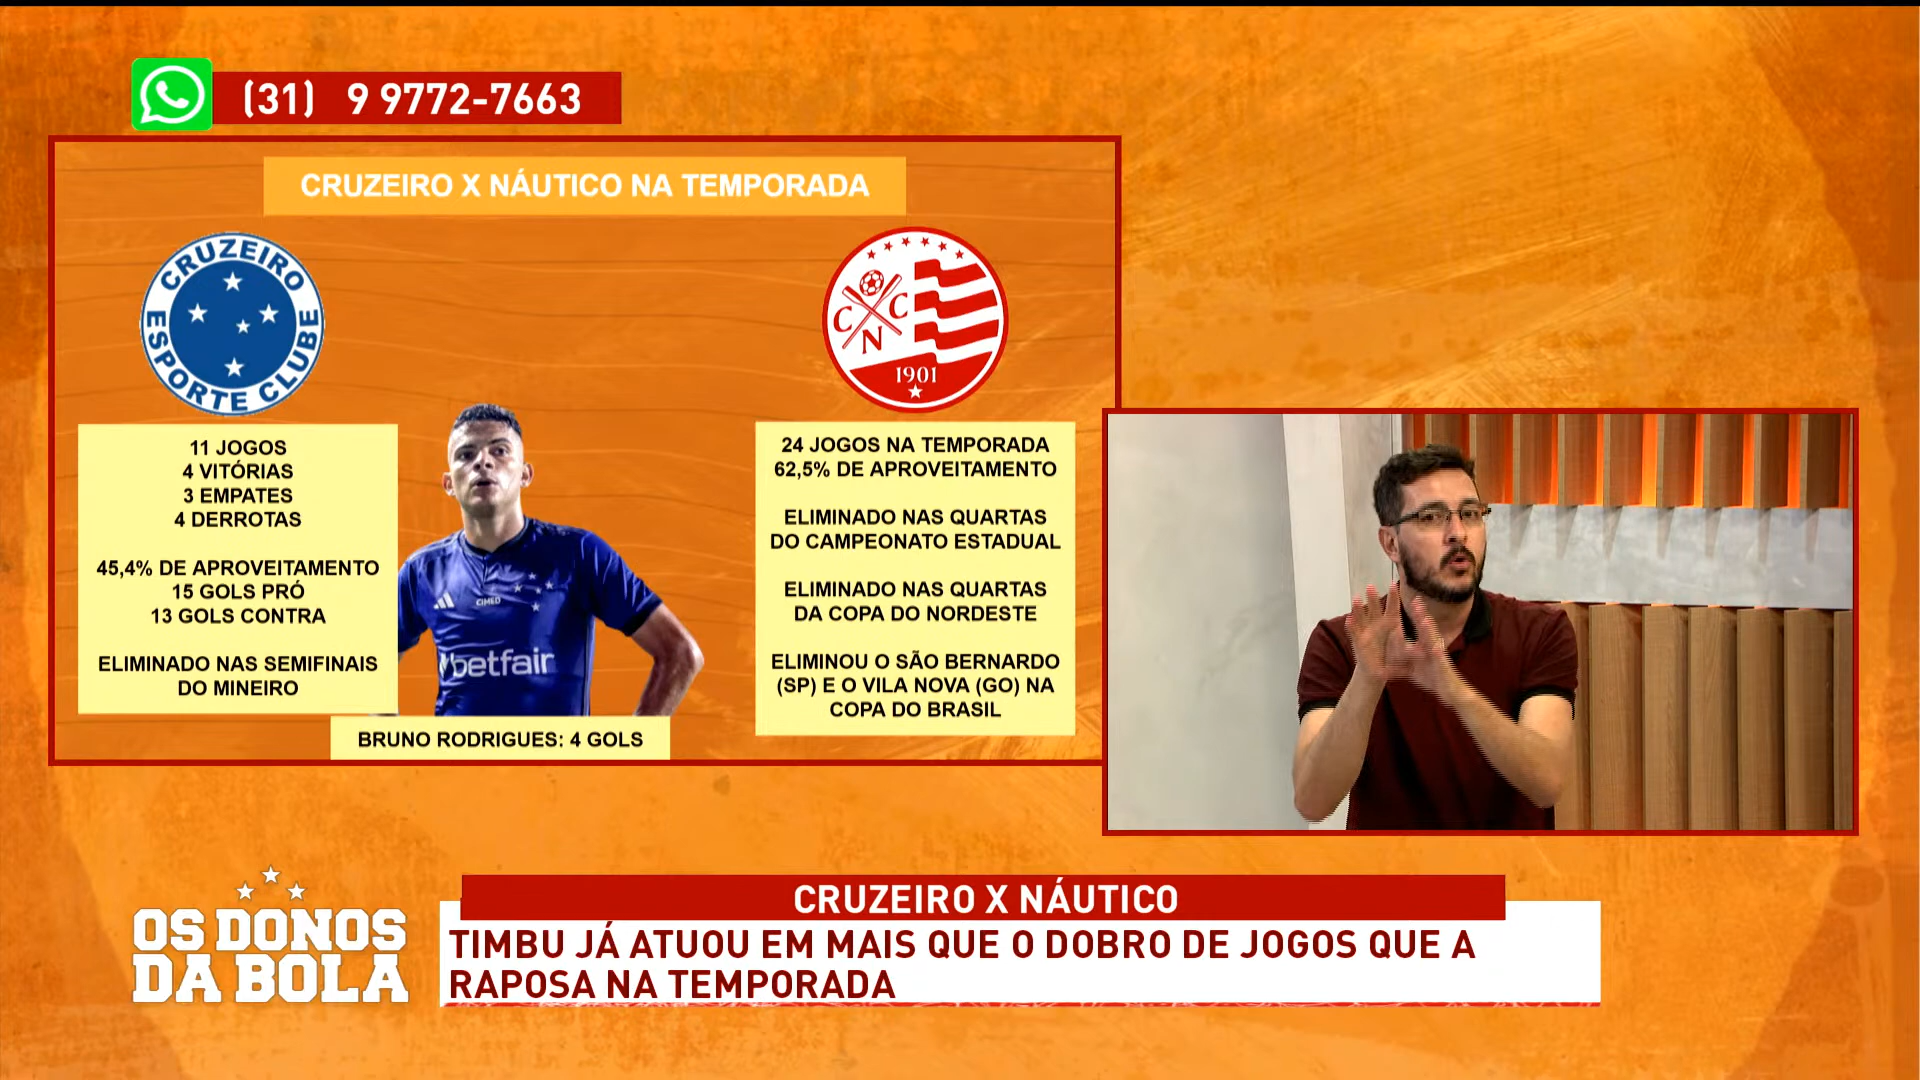 (31) 9 9772-7663
CRUZEIRO X NÁUTICO NA TEMPORADA
CRUZEIRO
ESPORTE CLUBE
C N C
1901
11 JOGOS
4 VITÓRIAS
3 EMPATES
4 DERROTAS
45,4% DE APROVEITAMENTO
15 GOLS PRÓ
13 GOLS CONTRA
ELIMINADO NAS SEMIFINAIS
DO MINEIRO
CIMED
betfair
BRUNO RODRIGUES: 4 GOLS
24 JOGOS NA TEMPORADA
62,5% DE APROVEITAMENTO
ELIMINADO NAS QUARTAS
DO CAMPEONATO ESTADUAL
ELIMINADO NAS QUARTAS
DA COPA DO NORDESTE
ELIMINOU O SÃO BERNARDO
(SP) E O VILA NOVA (GO) NA
COPA DO BRASIL
OS DONOS
DA BOLA
CRUZEIRO X NÁUTICO
TIMBU JÁ ATUOU EM MAIS QUE O DOBRO DE JOGOS QUE A
RAPOSA NA TEMPORADA